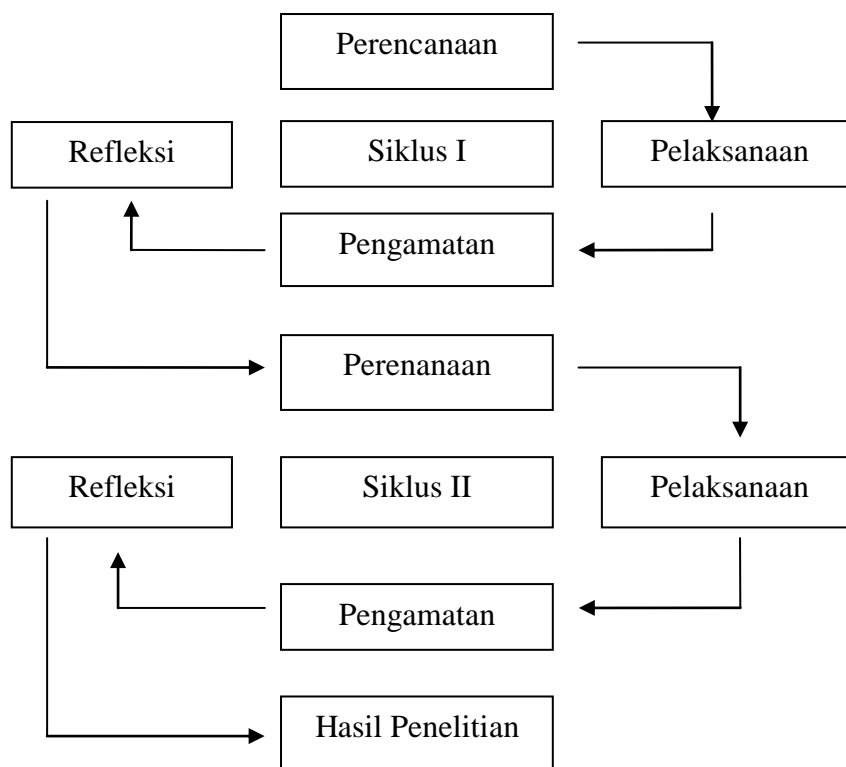 Perencanaan
Refleksi
Siklus I
Pelaksanaan
Pengamatan
Perenanaan
Refleksi
Siklus II
Pelaksanaan
Pengamatan
Hasil Penelitian